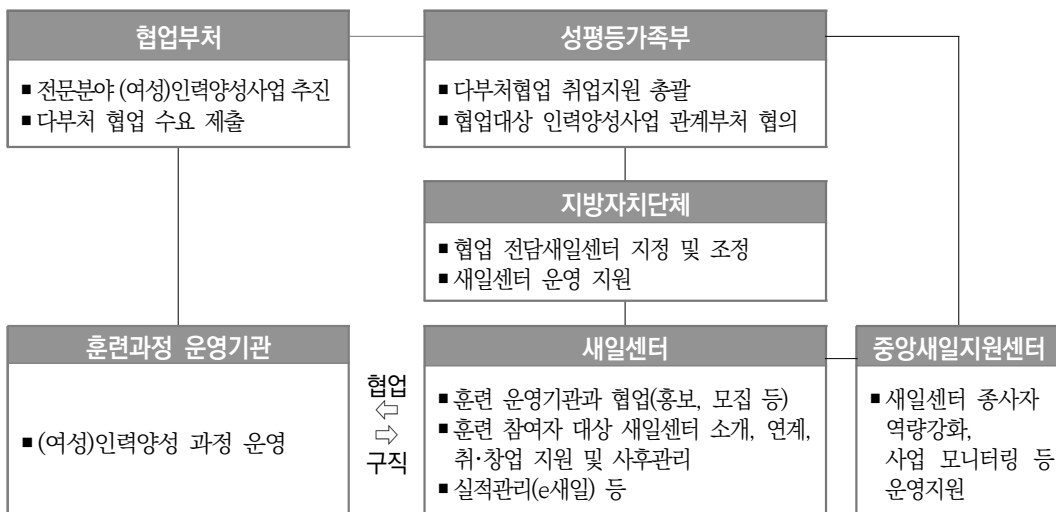 협업부처
■ 전문분야 (여성)인력양성사업 추진
■ 다부처 협업 수요 제출
성평등가족부
■ 다부처협업 취업지원 총괄
■ 협업대상 인력양성사업 관계부처 협의
지방자치단체
■ 협업 전담새일센터 지정 및 조정
■ 새일센터 운영 지원
훈련과정 운영기관
■ (여성)인력양성 과정 운영
협업
⇦
⇨
구직
새일센터
■ 훈련 운영기관과 협업(홍보, 모집 등)
■ 훈련 참여자 대상 새일센터 소개, 연계,
취·창업 지원 및 사후관리
■ 실적관리(e새일) 등
중앙새일지원센터
■ 새일센터 종사자
역량강화,
사업 모니터링 등
운영지원